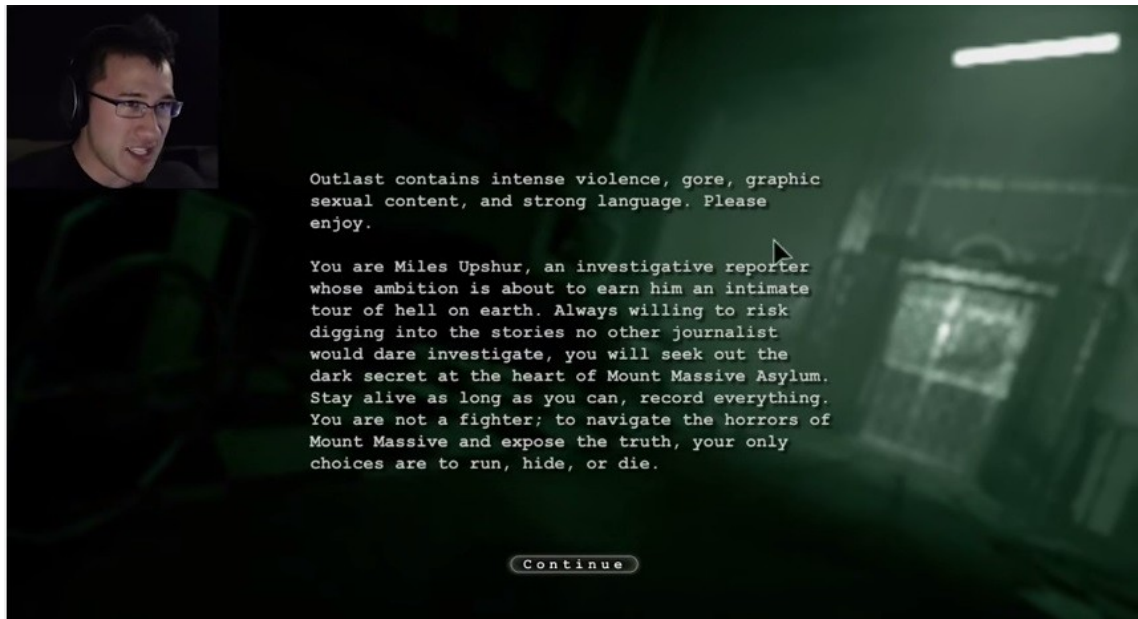 Outlast contains intense violence, gore, graphic
sexual content, and strong language. Please
enjoy.
You are Miles Upshur, an investigative reporter
whose ambition is about to earn him an intimate
tour of hell on earth. Always willing to risk
digging into the stories no other journalist
would dare investigate, you will seek out the
dark secret at the heart of Mount Massive Asylum.
Stay alive as long as you can, record everything.
You are not a fighter; to navigate the horrors of
Mount Massive and expose the truth, your only
choices are to run, hide, or die.
Continue